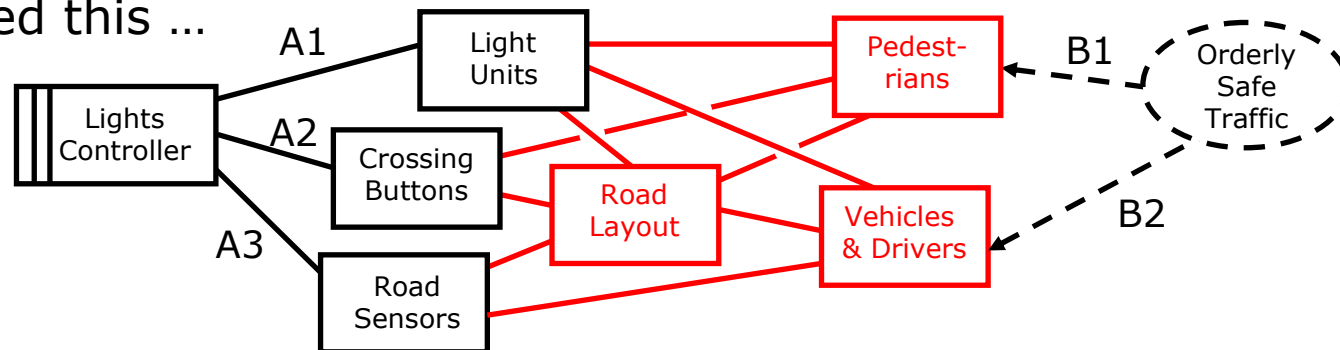 ed this ...
A1
Light
Units
Pedest-
rians
B1
Orderly
Safe
Traffic
Lights
Controller
A2
Crossing
Buttons
Road
Layout
Vehicles
& Drivers
B2
A3
Road
Sensors